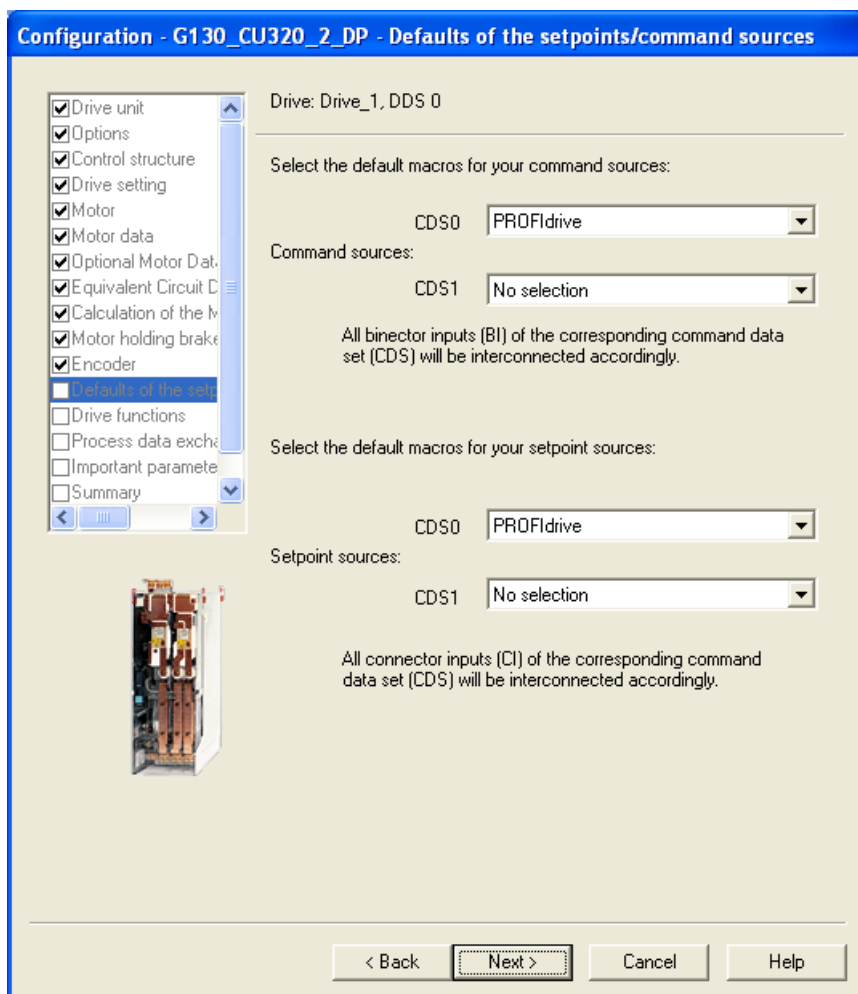 Configuration - G130_CU320_2_DP - Defaults of the setpoints/command sources
Drive unit
Options
Control structure
Drive setting
Motor
Motor data
Optional Motor Dat
Equivalent Circuit D
Calculation of the M
Motor holding brake
Encoder
Defaults of the setp
Drive functions
Process data excha
Important paramete
Summary
Drive: Drive_1, DDS 0
Select the default macros for your command sources:
CDS0 PROFIdrive
Command sources:
CDS1 No selection
All binector inputs (BI) of the corresponding command data
set (CDS) will be interconnected accordingly.
Select the default macros for your setpoint sources:
CDS0 PROFIdrive
Setpoint sources:
CDS1 No selection
All connector inputs (CI) of the corresponding command
data set (CDS) will be interconnected accordingly.
< Back Next > Cancel Help